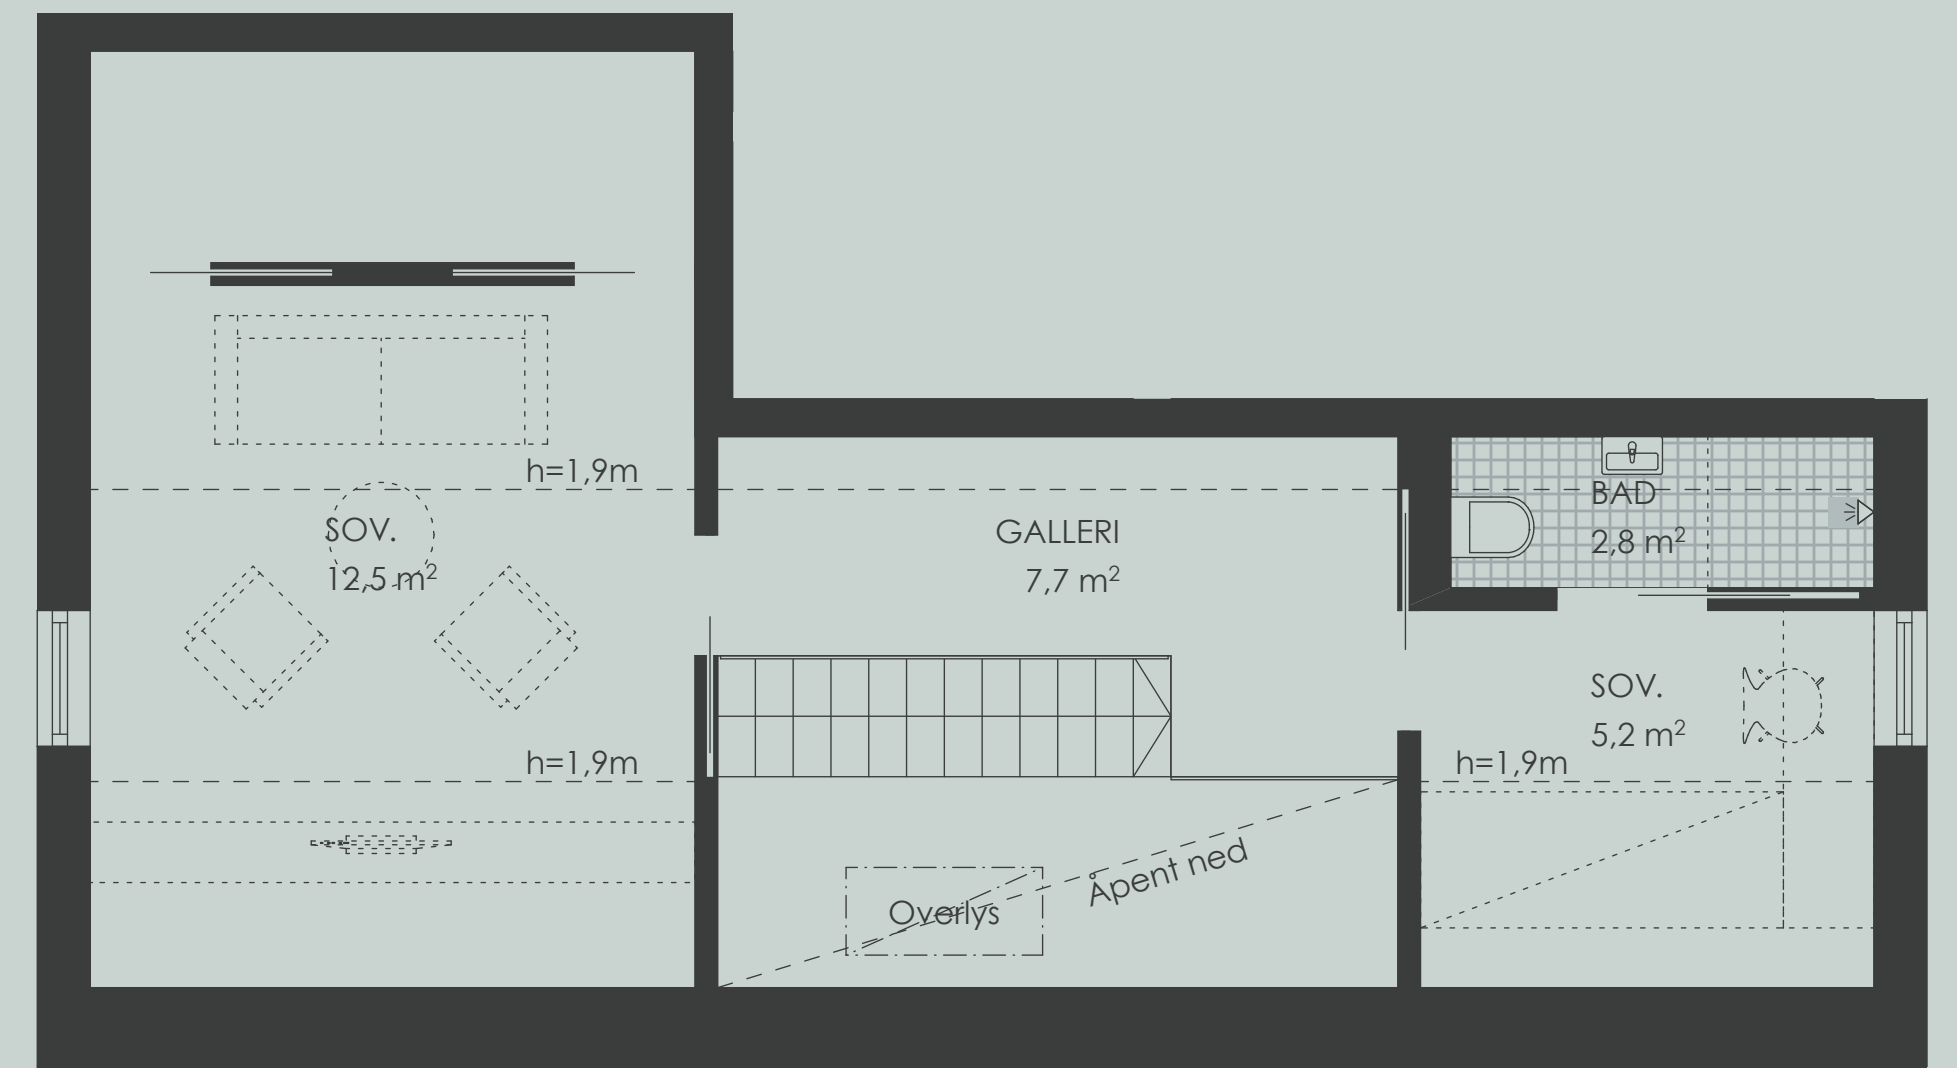 h=1,9m
SOV.
12,5 m²
h=1,9m
GALLERI
7,7 m²
Åpent ned
Overlys
BAD
2,8 m²
SOV.
5,2 m²
h=1,9m